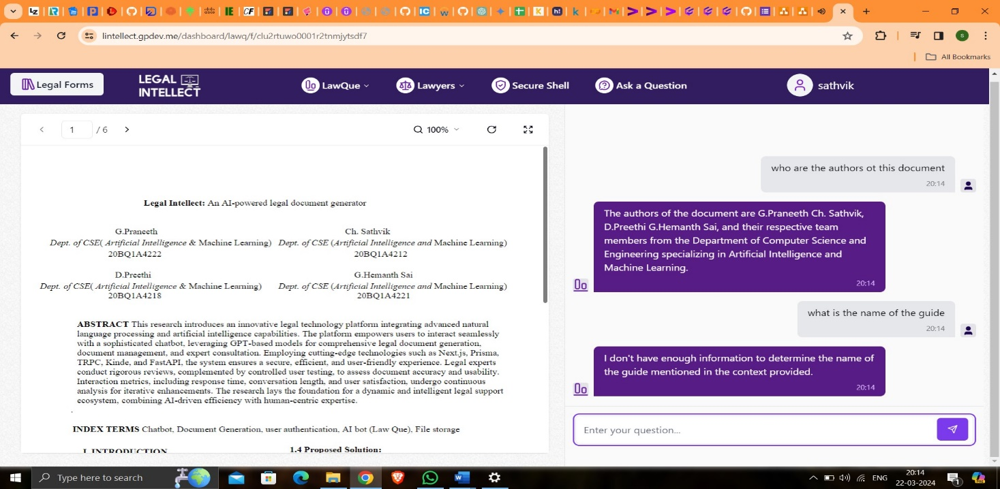 lintellect.gpdev.me/dashboard/lawq/f/clu2rtuwo0001r2tnmjytsdf7
All Bookmarks
Legal Forms
LEGAL
INTELLECT
LawQue
Lawyers
Secure Shell
Ask a Question
sathvik
1 / 6
100%
Legal Intellect: An AI-powered legal document generator
G.Praneeth
Ch. Sathvik
Dept. of CSE( Artificial Intelligence & Machine Learning)
Dept. of CSE (Artificial Intelligence and Machine Learning)
20BQ1A4222
20BQ1A4212
D.Preethi
G.Hemanth Sai
Dept. of CSE ( Artificial Intelligence & Machine Learning)
Dept. of CSE (Artificial Intelligence and Machine Learning)
20BQ1A4218
20BQ1A4221
ABSTRACT This research introduces an innovative legal technology platform integrating advanced natural
language processing and artificial intelligence capabilities. The platform empowers users to interact seamlessly
with a sophisticated chatbot, leveraging GPT-based models for comprehensive legal document generation,
document management, and expert consultation. Employing cutting-edge technologies such as Next.js, Prisma,
TRPC, Kinde, and FastAPI, the system ensures a secure, efficient, and user-friendly experience. Legal experts
conduct rigorous reviews, complemented by controlled user testing, to assess document accuracy and usability.
Interaction metrics, including response time, conversation length, and user satisfaction, undergo continuous
analysis for iterative enhancements. The research lays the foundation for a dynamic and intelligent legal support
ecosystem, combining AI-driven efficiency with human-centric expertise.
INDEX TERMS Chatbot, Document Generation, user authentication, AI bot (Law Que), File storage
I. INTRODUCTION
1.4 Proposed Solution:
who are the authors ot this document
20:14
The authors of the document are G.Praneeth Ch. Sathvik,
D.Preethi G.Hemanth Sai, and their respective team
members from the Department of Computer Science and
Engineering specializing in Artificial Intelligence and
Machine Learning.
20:14
what is the name of the guide
20:14
I don't have enough information to determine the name of
the guide mentioned in the context provided.
20:14
Enter your question...
Type here to search
ENG
20:14
22-03-2024
1